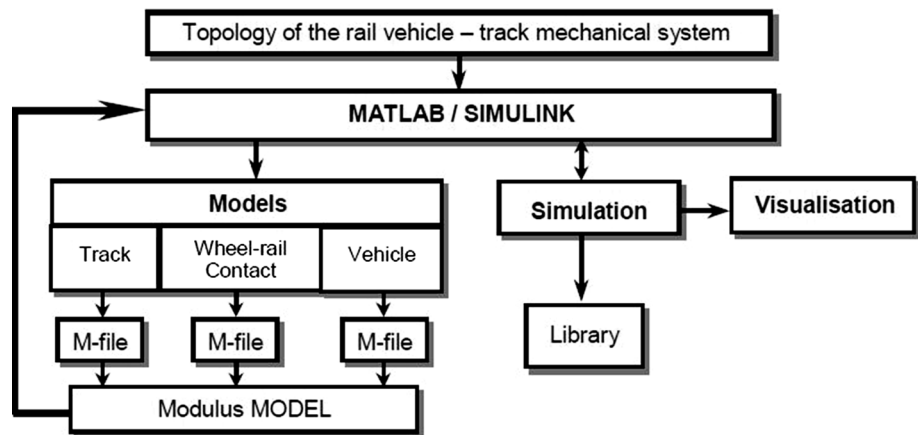 Topology of the rail vehicle – track mechanical system
MATLAB / SIMULINK
Models
Track
Wheel-rail
Contact
Vehicle
Simulation
Visualisation
M-file
M-file
M-file
Library
Modulus MODEL